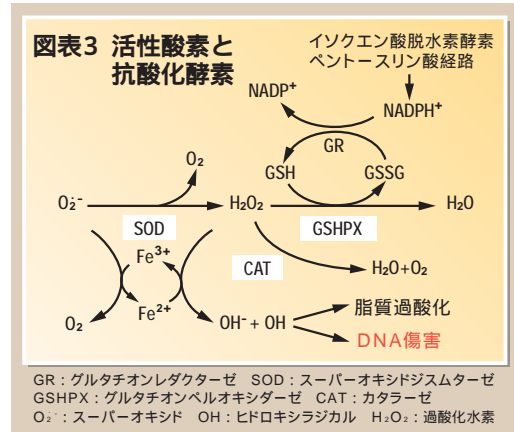 図表3 活性酸素と
抗酸化酵素
イソクエン酸脱水素酵素
ペントースリン酸経路
NADP⁺
NADPH⁺
GR
O₂
GSH
GSSG
O₂·⁻
H₂O₂
H₂O
SOD
GSHPX
Fe³⁺
CAT
H₂O+O₂
Fe²⁺
O₂
OH⁻ + OH
脂質過酸化
DNA傷害
GR：グルタチオンレダクターゼ SOD：スーパーオキシドジスムターゼ
GSHPX：グルタチオンペルオキシダーゼ CAT：カタラーゼ
O₂·⁻：スーパーオキシド OH：ヒドロキシラジカル H₂O₂：過酸化水素